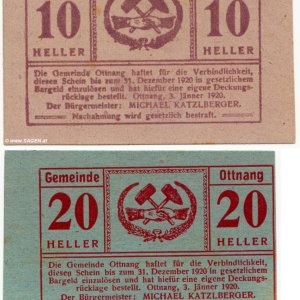 10 10
HELLER HELLER
Die Gemeinde Ottnang haftet für die Verbindlichkeit,
diesen Schein bis zum 31. Dezember 1920 in gesetzlichem
Bargeld einzulösen und hat hiefür eine eigene Deckungs-
rücklage bestellt. Ottnang, 3. Jänner 1920.
Der Bürgermeister: MICHAEL KATZLBERGER.
Nachahmung wird gesetzlich bestraft.
Gemeinde Ottnang
20 20
HELLER HELLER
Die Gemeinde Ottnang haftet für die Verbindlichkeit,
diesen Schein bis zum 31. Dezember 1920 in gesetzlichem
Bargeld einzulösen und hat hiefür eine eigene Deckungs-
rücklage bestellt. Ottnang, 3. Jänner 1920.
Der Bürgermeister: MICHAEL KATZLBERGER.
© www.SAGEN.at